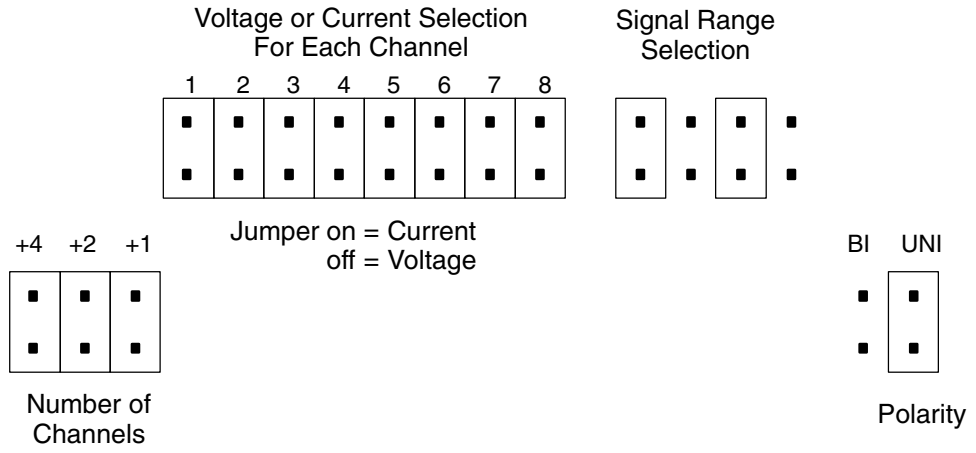 Voltage or Current Selection
For Each Channel
Signal Range
Selection
1 2 3 4 5 6 7 8
Jumper on = Current
off = Voltage
+4 +2 +1
BI UNI
Number of
Channels
Polarity